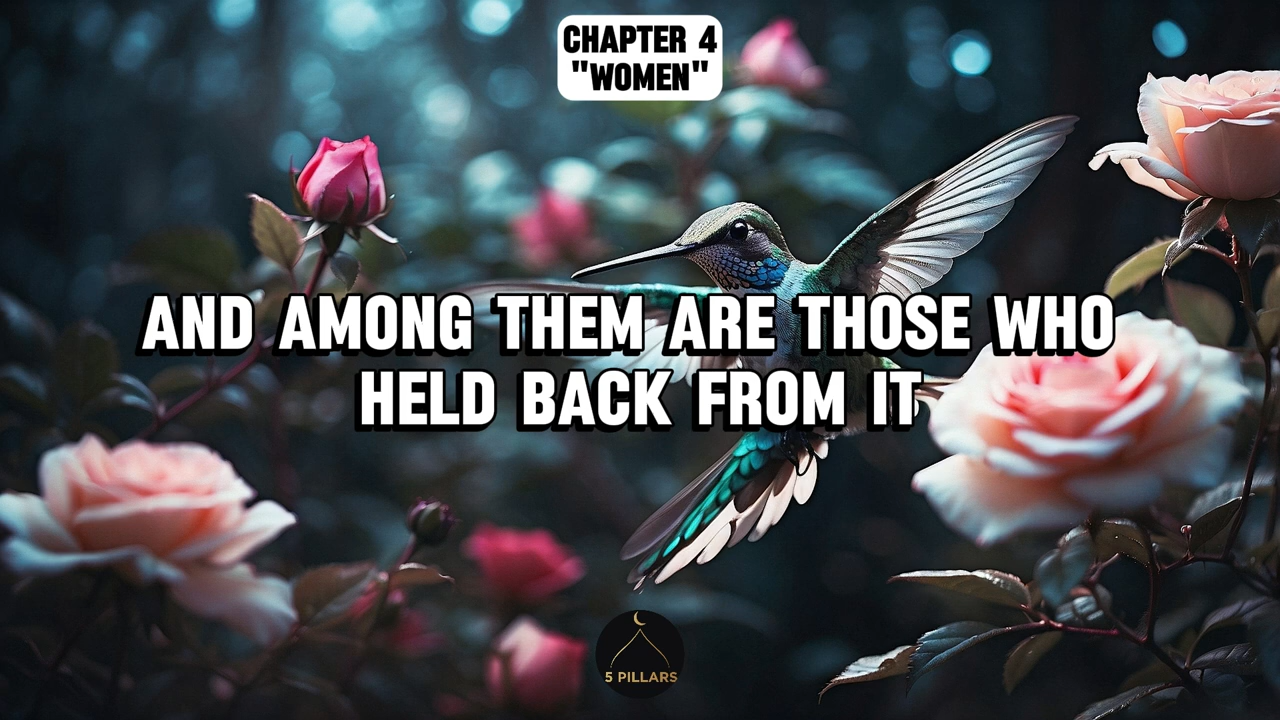 CHAPTER 4
"WOMEN"
AND AMONG THEM ARE THOSE WHO
HELD BACK FROM IT
5 PILLARS